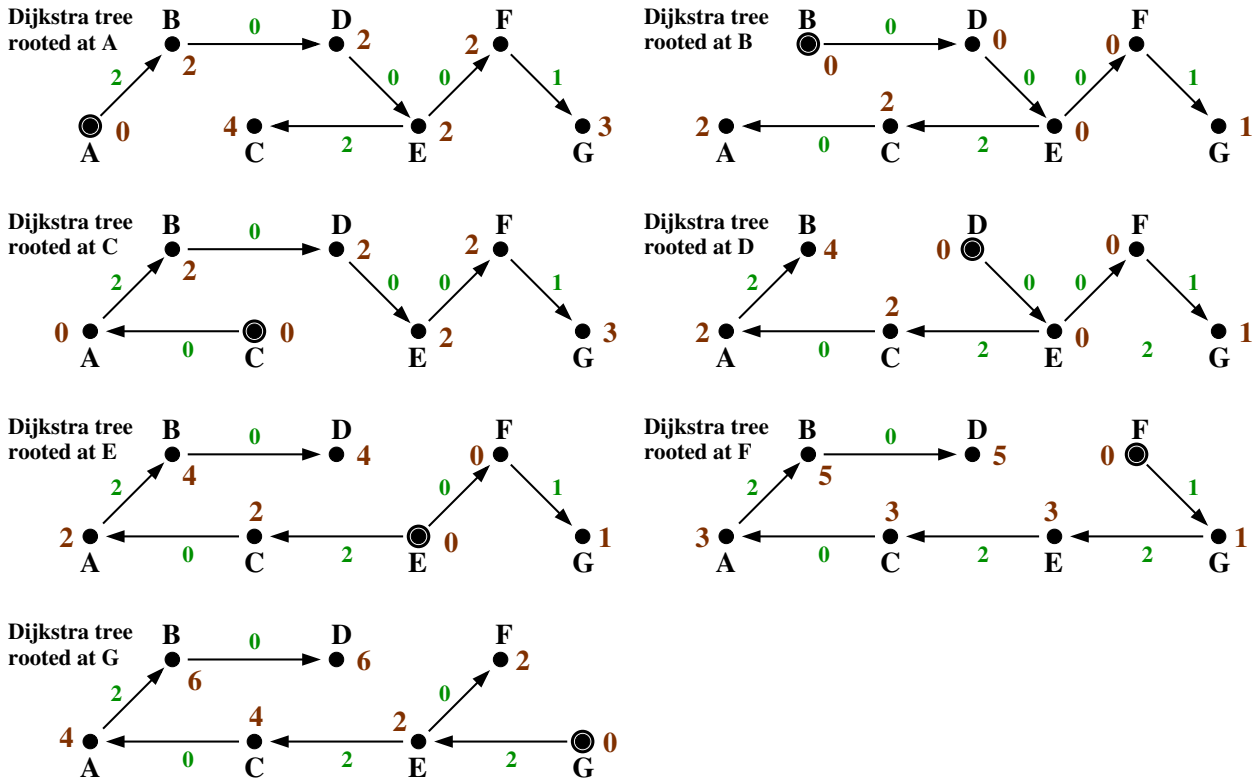 Dijkstra tree B 0 D F
rooted at A 2 2 2
2 0 0 1
0 4 2 3
A C 2 E G
Dijkstra tree B 0 D F
rooted at B 0 0 0
0 0 1
2 2 0 1
A 0 C 2 E G
Dijkstra tree B 0 D F
rooted at C 2 2 2
2 0 0 1
0 0 2 3
A 0 C E G
Dijkstra tree B D F
rooted at D 4 0 0
2 0 0 1
2 2 0 1
A 0 C 2 E 2 G
Dijkstra tree B 0 D F
rooted at E 4 4 0
2 0 1
2 2 0 1
A 0 C 2 E G
Dijkstra tree B 0 D F
rooted at F 5 5 0
2 1
3 3 3 1
A 0 C 2 E 2 G
Dijkstra tree B 0 D F
rooted at G 6 6 2
2 0
4 4 2 0
A 0 C 2 E 2 G